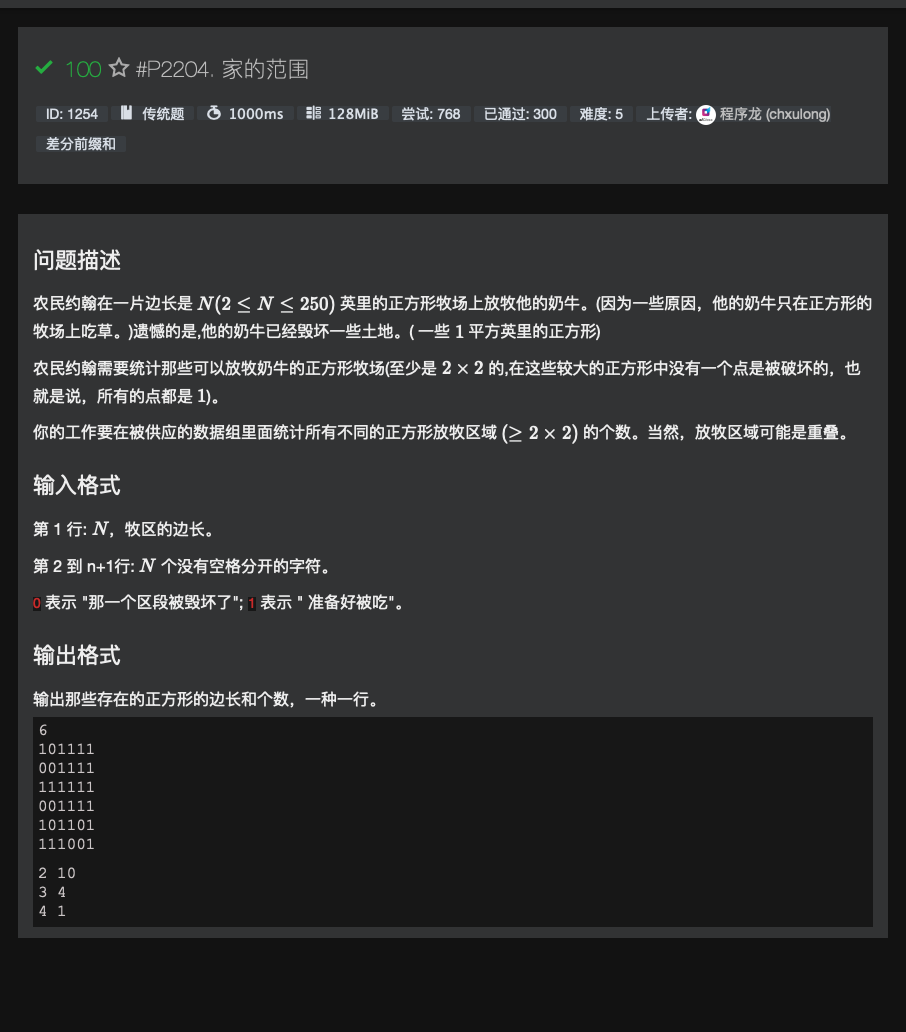 100 #P2204. 家的范围
ID: 1254 传统题 1000ms 128MiB 尝试: 768 已通过: 300 难度: 5 上传者: 程序龙 (chxulong)
差分前缀和
问题描述
农民约翰在一片边长是 N(2 ≤ N ≤ 250) 英里的正方形牧场上放牧他的奶牛。(因为一些原因，他的奶牛只在正方形的
牧场上吃草。)遗憾的是,他的奶牛已经毁坏一些土地。( 一些 1 平方英里的正方形)
农民约翰需要统计那些可以放牧奶牛的正方形牧场(至少是 2 × 2 的,在这些较大的正方形中没有一个点是被破坏的，也
就是说，所有的点都是 1)。
你的工作要在被供应的数据组里面统计所有不同的正方形放牧区域 (≥ 2 × 2) 的个数。当然，放牧区域可能是重叠。
输入格式
第 1 行: N，牧区的边长。
第 2 到 n+1行: N 个没有空格分开的字符。
0 表示 "那一个区段被毁坏了"; 1 表示 " 准备好被吃"。
输出格式
输出那些存在的正方形的边长和个数，一种一行。
6
101111
001111
111111
001111
101101
111001
2 10
3 4
4 1